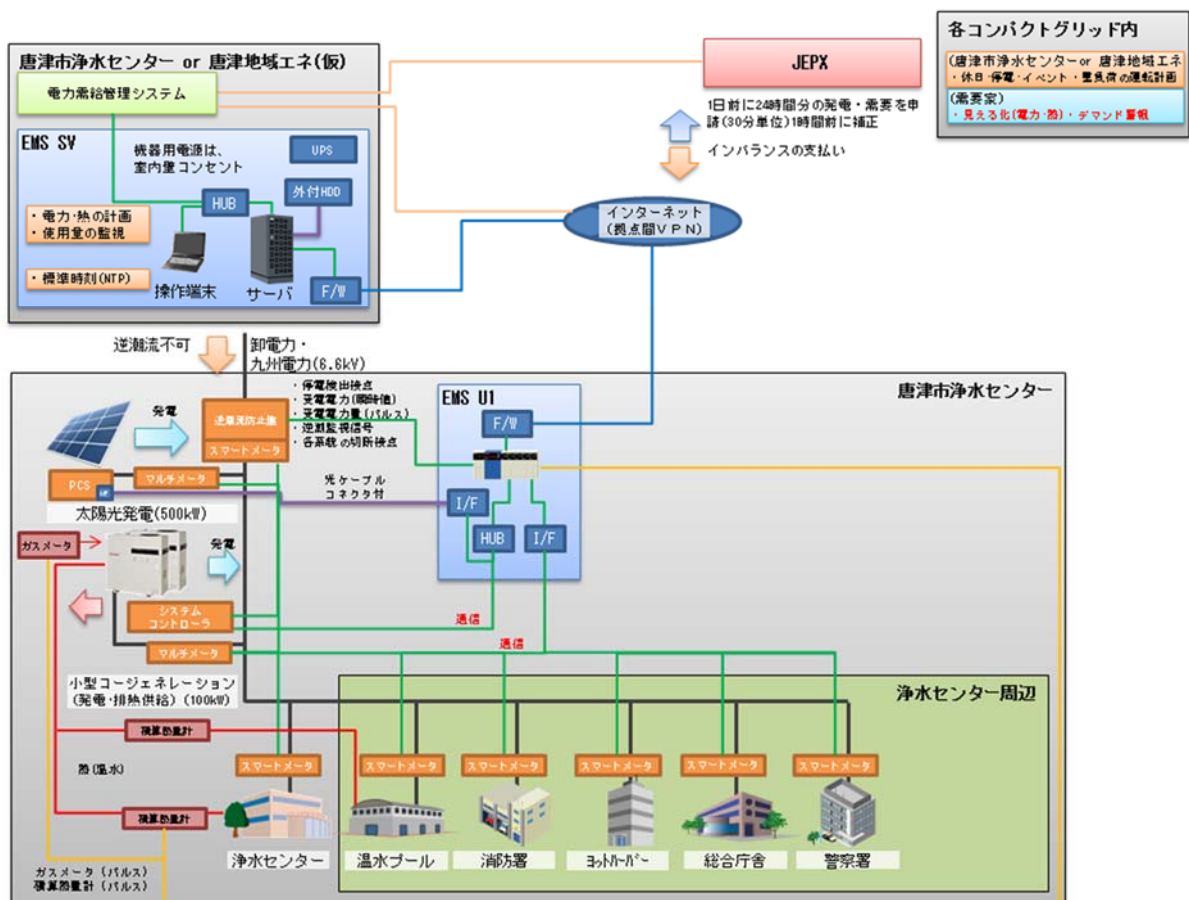 唐津市浄水センター or 唐津地域エネ(仮)
電力需給管理システム
EMS SV
機器用電源は、
室内壁コンセント
UPS
外付HDD
HUB
・電力・熱の計画
・使用量の監視
・標準時刻(NTP)
操作端末
サーバ
F/W
JEPX
1日前に24時間分の発電・需要を申
請(30分単位)1時間前に補正
インバランスの支払い
インターネット
(拠点間VPN)
各コンパクトグリッド内
(唐津市浄水センターor 唐津地域エネ
・休日・停電・イベント・重負荷の運転計画
(需要家)
・見える化(電力・熱)・デマンド警報
逆潮流不可
卸電力・
九州電力(6.6kV)
唐津市浄水センター
・停電検出接点
・受電電力(瞬時値)
・受電電力量(パルス)
・逆潮監視信号
・各系統の切断接点
発電
逆潮流防止盤
スマートメータ
EMS U1
F/W
マルチメータ
PCS
太陽光発電(500kW)
光ケーブル
コネクタ付
I/F
HUB
I/F
ガスメータ
発電
システム
コントローラ
通信
通信
マルチメータ
小型コージェネレーション
(発電・排熱供給)(100kW)
浄水センター周辺
積算熱量計
熱(温水)
スマートメータ
スマートメータ
スマートメータ
スマートメータ
スマートメータ
スマートメータ
積算熱量計
浄水センター
温水プール
消防署
ヨットハーバー
総合庁舎
警察署
ガスメータ(パルス)
積算熱量計(パルス)